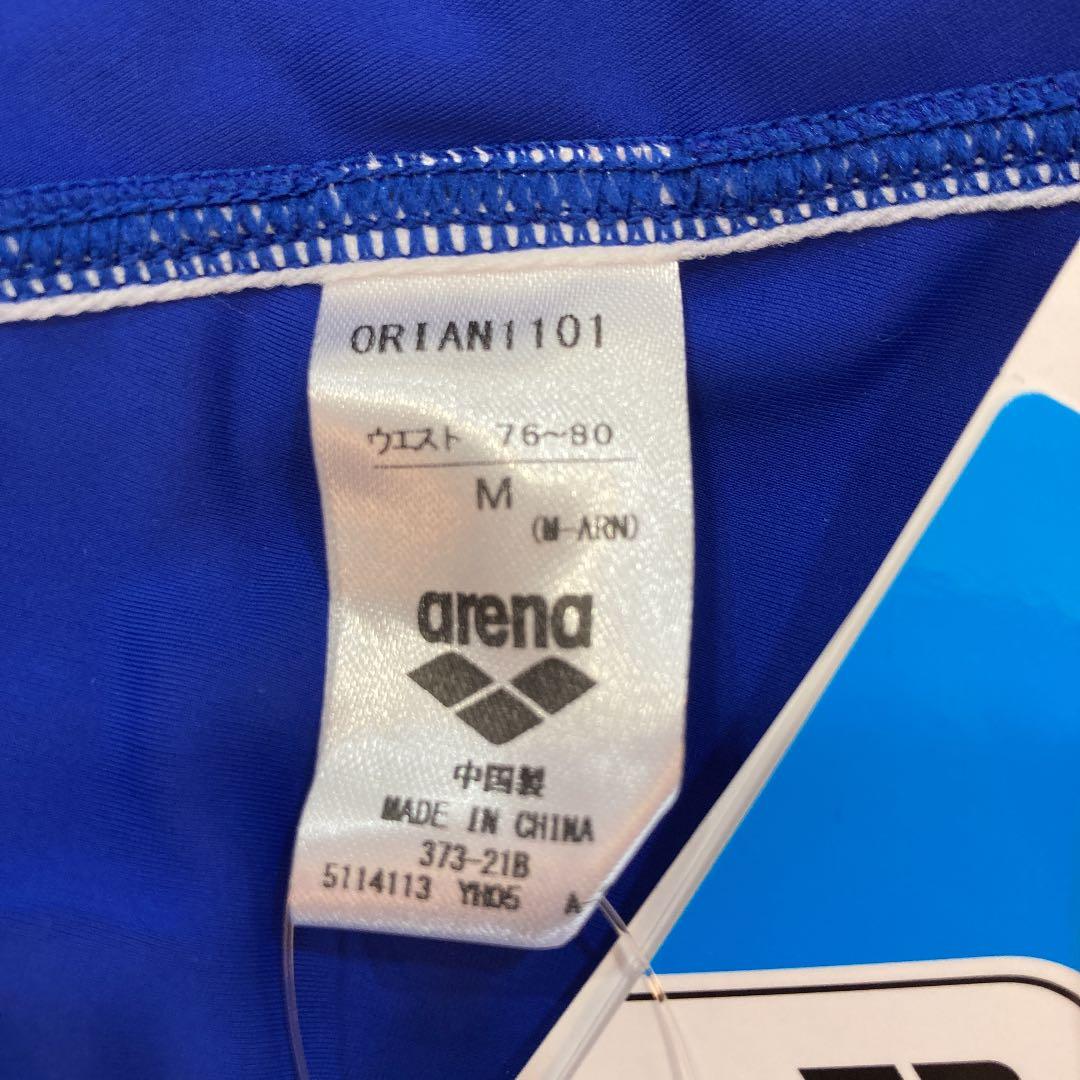 ORIAN1101
ウエスト 76~80
M
(M-ARN)
arena
中国製
MADE IN CHINA
373-21B
5114113 YH05 A